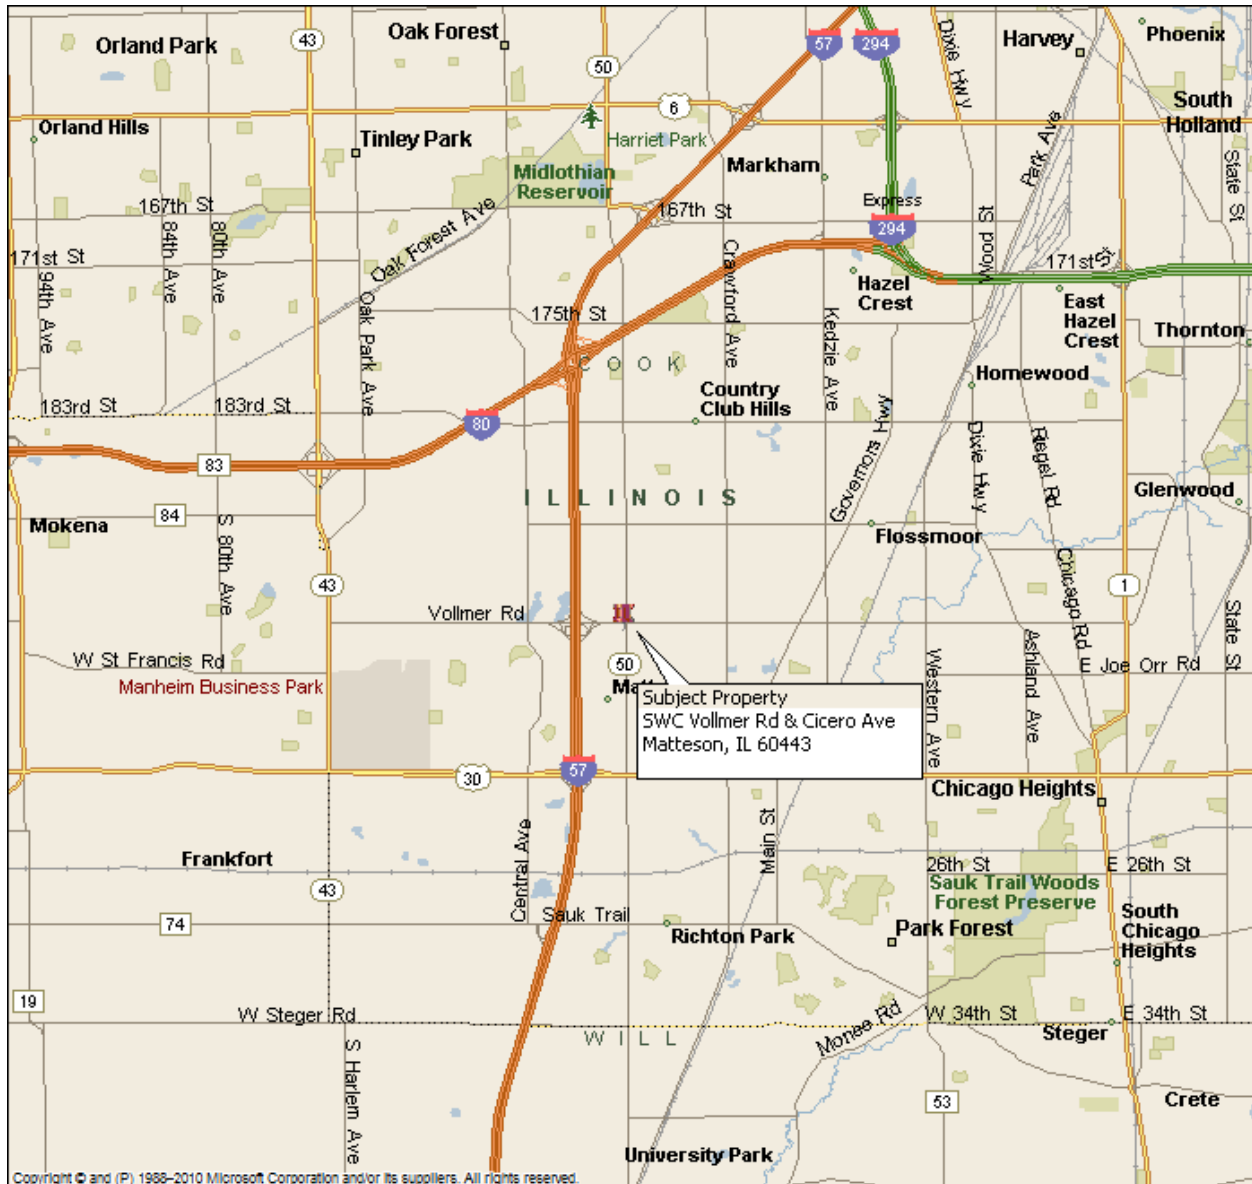 Orland Park
43
Oak Forest
50
57
294
Dixie Hwy
Harvey
Phoenix
Orland Hills
Tinley Park
6
Harriet Park
South
Holland
Midlothian
Reservoir
Markham
Park Ave
State St
167th St
84th Ave
80th Ave
Oak Forest Ave
167th St
Express
294
Wood St
171st St
94th Ave
Oak Park Ave
175th St
Crawford Ave
Hazel
Crest
171st St
East
Hazel
Crest
Thornton
Kedzie Ave
COOK
183rd St
183rd St
80
Country
Club Hills
Homewood
83
Governors Hwy
Dixie Hwy
Riegel Rd
ILLINOIS
Glenwood
Mokena
84
S 80th Ave
Flossmoor
43
Chicago Rd
1
Vollmer Rd
W St Francis Rd
Manheim Business Park
50
Western Ave
Ashland Ave
E Joe Orr Rd
State St
Subject Property
SWC Vollmer Rd & Cicero Ave
Matteson, IL 60443
30
57
Chicago Heights
Frankfort
43
Central Ave
Main St
26th St
E 26th St
Sauk Trail Woods
Forest Preserve
74
Sauk Trail
Richton Park
Park Forest
South
Chicago
Heights
19
W Steger Rd
WILL
Monee Rd
W 34th St
E 34th St
Steger
S Harlem Ave
53
Crete
University Park
Copyright © and (P) 1988–2010 Microsoft Corporation and/or its suppliers. All rights reserved.